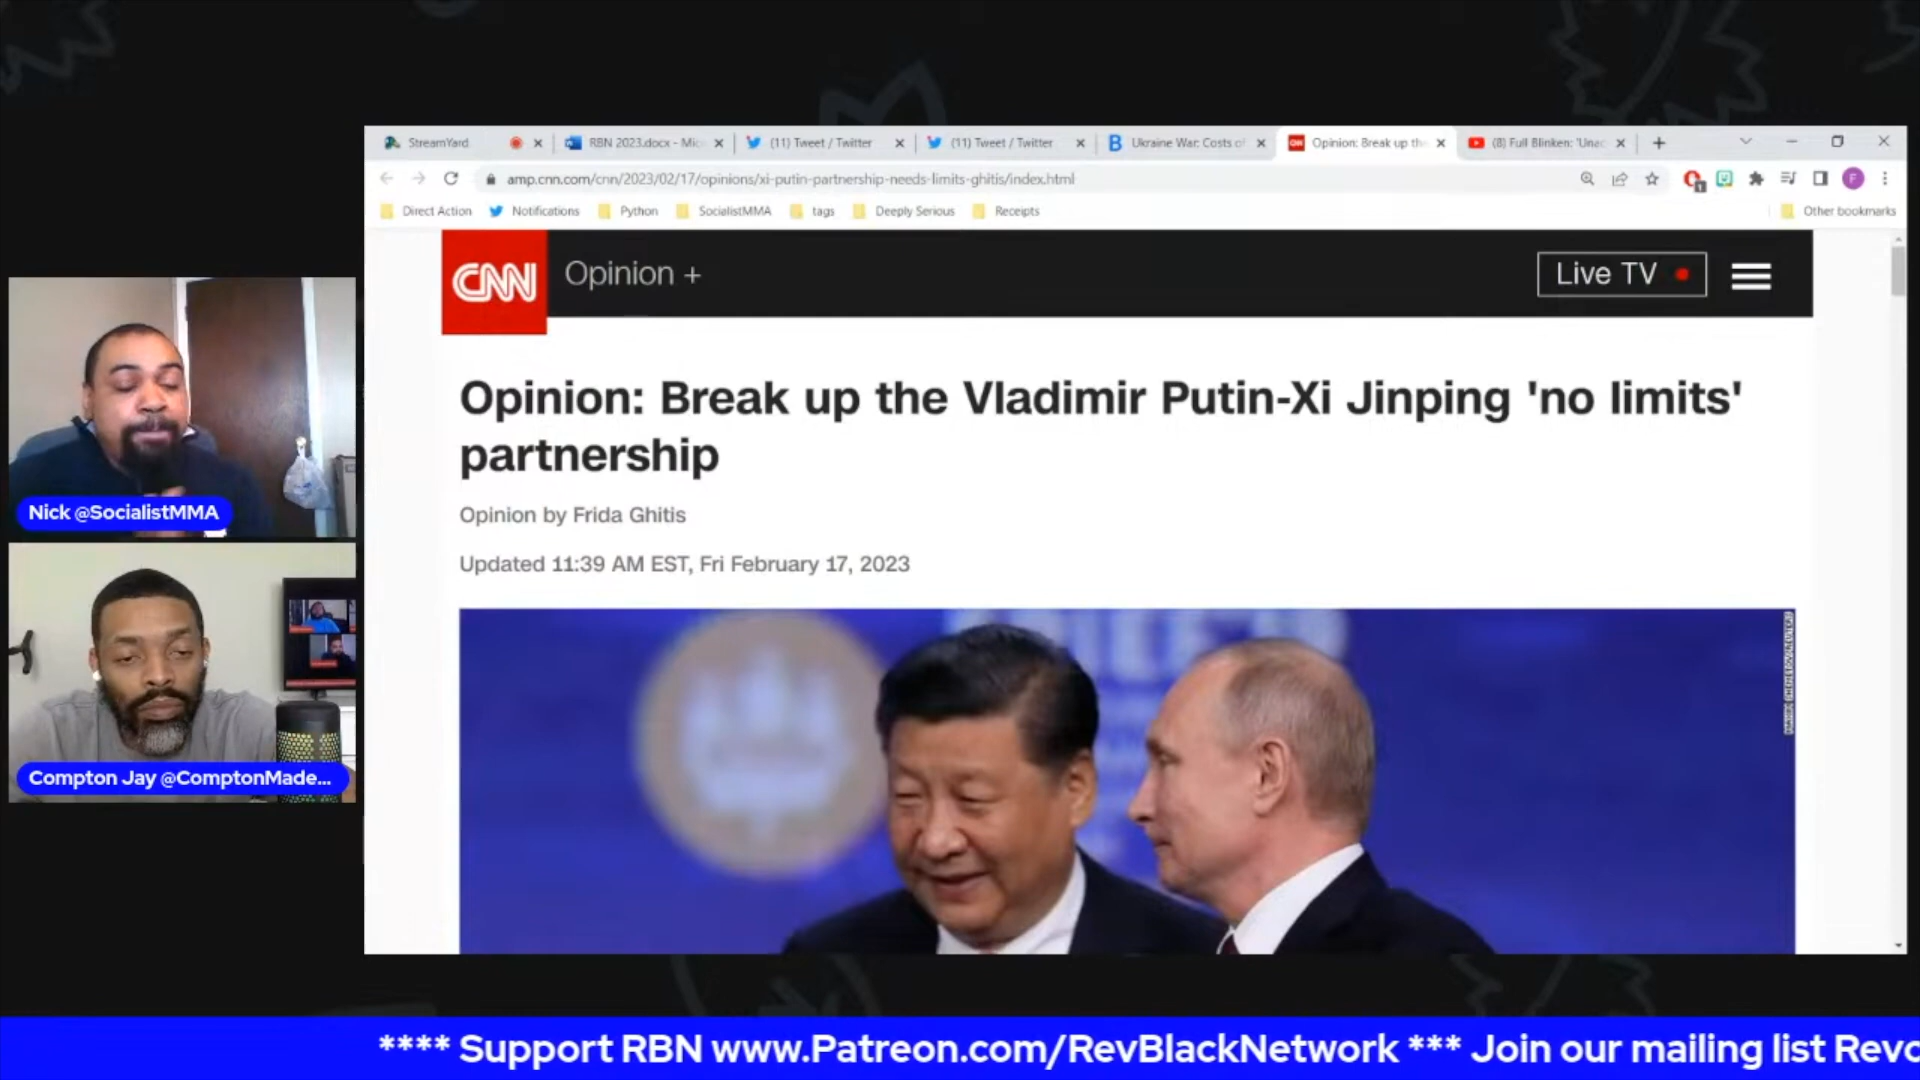 StreamYard
RBN 2023.docx - Mic
(11) Tweet / Twitter
(11) Tweet / Twitter
Ukraine War: Costs of
Opinion: Break up the
(8) Full Blinken: 'Unac
amp.cnn.com/cnn/2023/02/17/opinions/xi-putin-partnership-needs-limits-ghitis/index.html
F
Direct Action
Notifications
Python
SocialistMMA
tags
Deeply Serious
Receipts
Other bookmarks
CNN
Opinion +
Live TV
Opinion: Break up the Vladimir Putin-Xi Jinping 'no limits'
partnership
Opinion by Frida Ghitis
Updated 11:39 AM EST, Fri February 17, 2023
Nick @SocialistMMA
Compton Jay @ComptonMade...
**** Support RBN www.Patreon.com/RevBlackNetwork *** Join our mailing list Revo